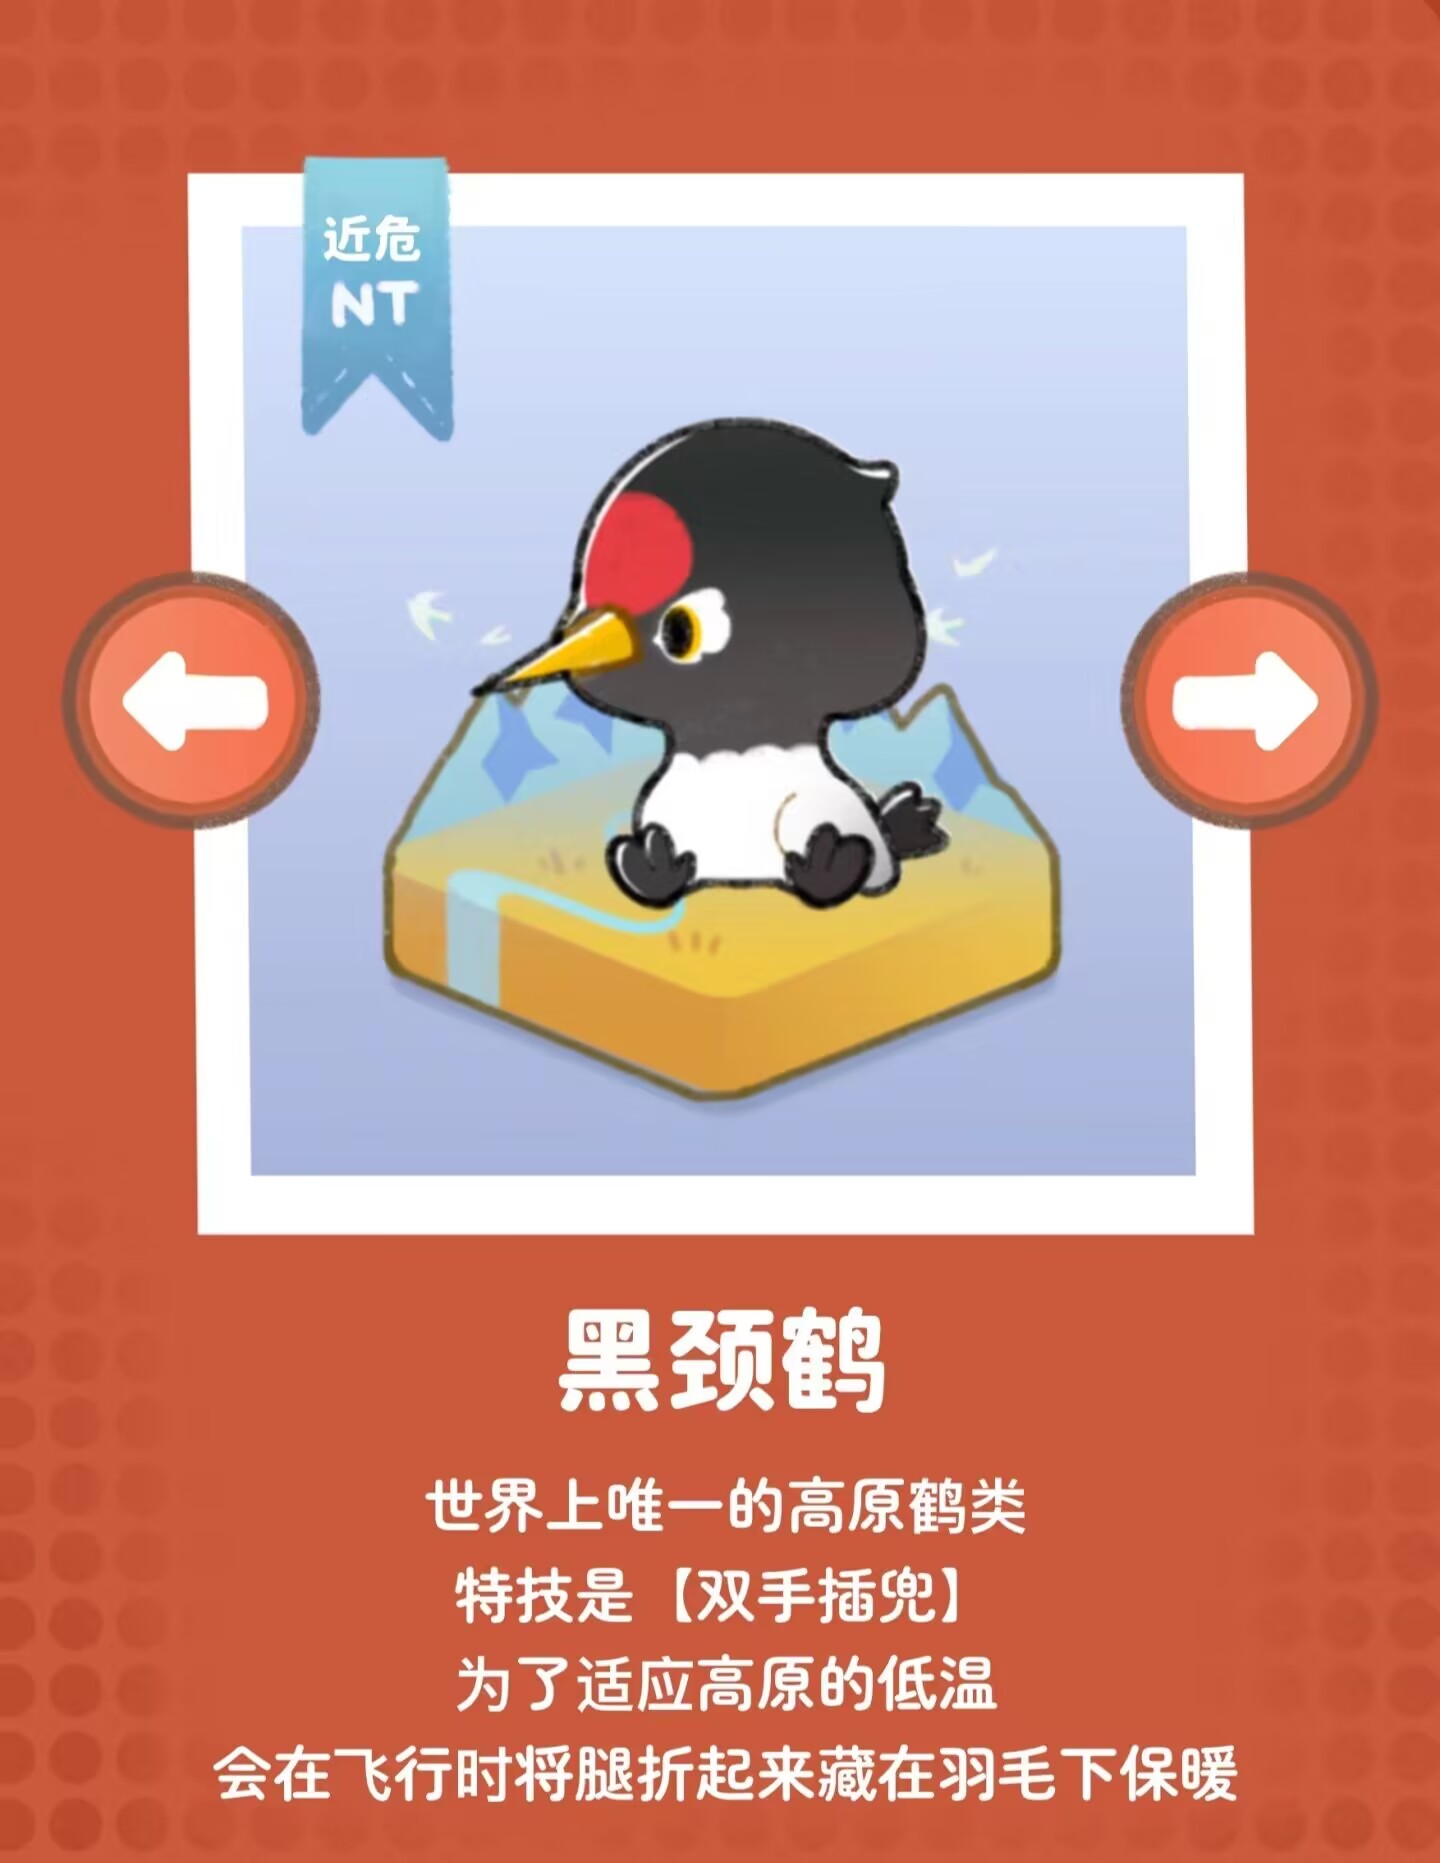 近危
NT
黑颈鹤
世界上唯一的高原鹤类
特技是【双手插兜】
为了适应高原的低温
会在飞行时将腿折起来藏在羽毛下保暖